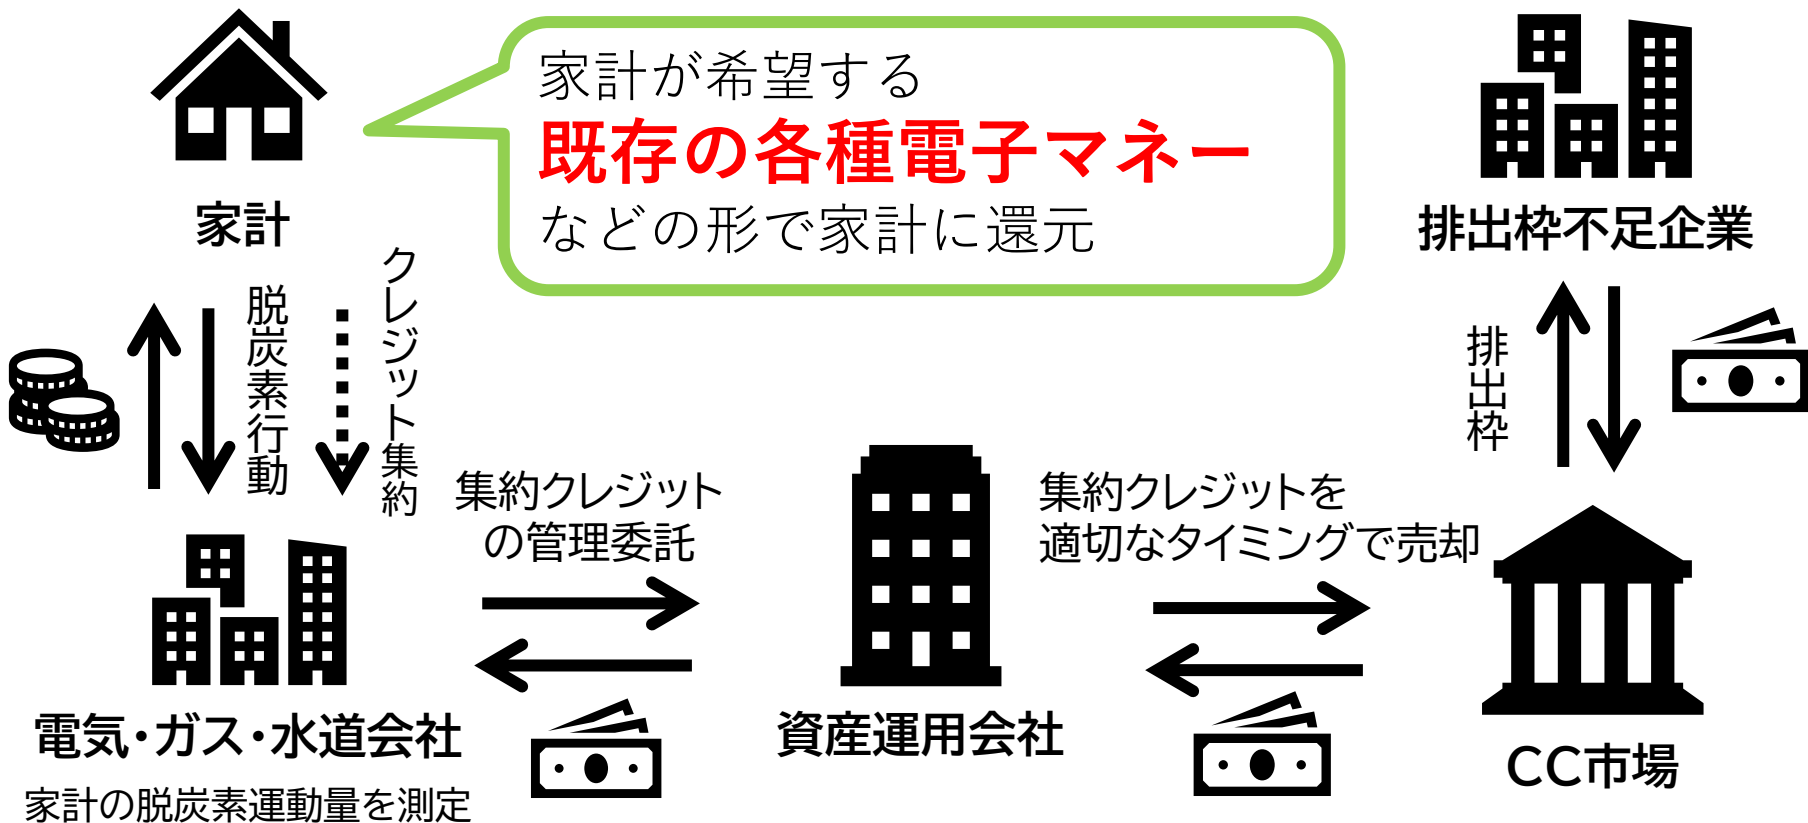 家計が希望する
既存の各種電子マネー
などの形で家計に還元
家計
排出枠不足企業
脱炭素行動
クレジット集約
排出枠
集約クレジット
の管理委託
集約クレジットを
適切なタイミングで売却
電気・ガス・水道会社
家計の脱炭素運動量を測定
資産運用会社
CC市場